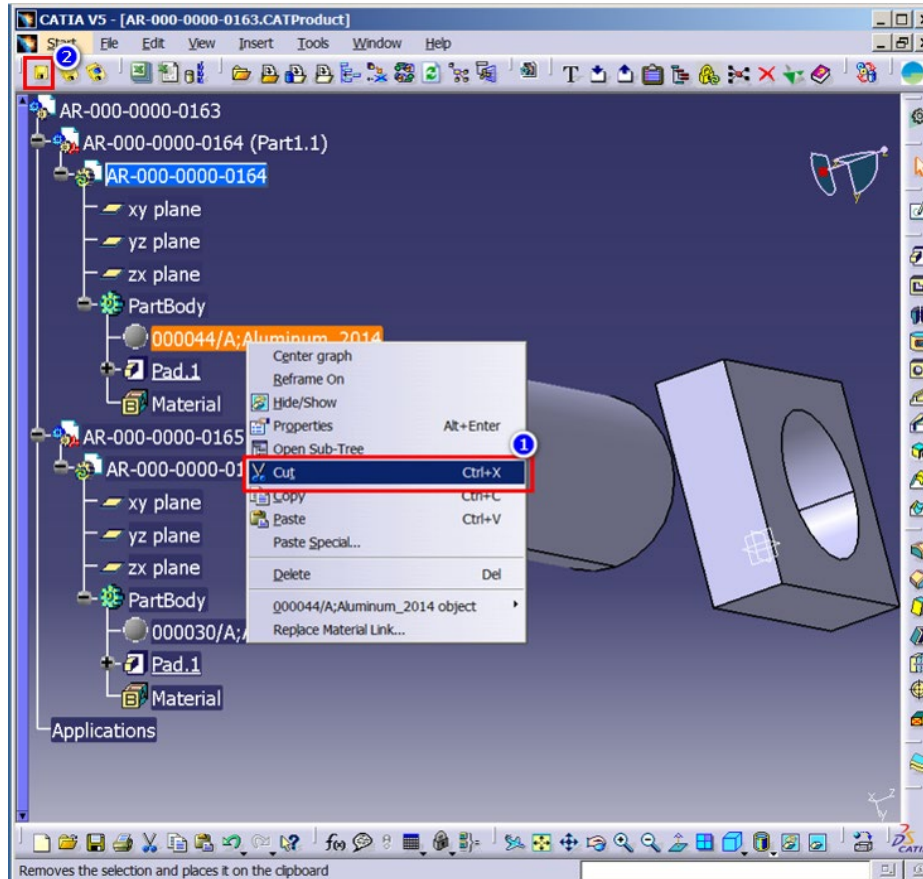 CATIA V5 - [AR-000-0000-0163.CATProduct]
Start File Edit View Insert Tools Window Help
2
AR-000-0000-0163
AR-000-0000-0164 (Part1.1)
AR-000-0000-0164
xy plane
yz plane
zx plane
PartBody
000044/A;Aluminum_2014
Pad.1
Material
AR-000-0000-0165
AR-000-0000-01
xy plane
yz plane
zx plane
PartBody
000030/A;
Pad.1
Material
Applications
Center graph
Reframe On
Hide/Show
Properties Alt+Enter
Open Sub-Tree
1
Cut Ctrl+X
Copy Ctrl+C
Paste Ctrl+V
Paste Special...
Delete Del
000044/A;Aluminum_2014 object
Replace Material Link...
y
x z
y
f(x)
CATIA
Removes the selection and places it on the clipboard